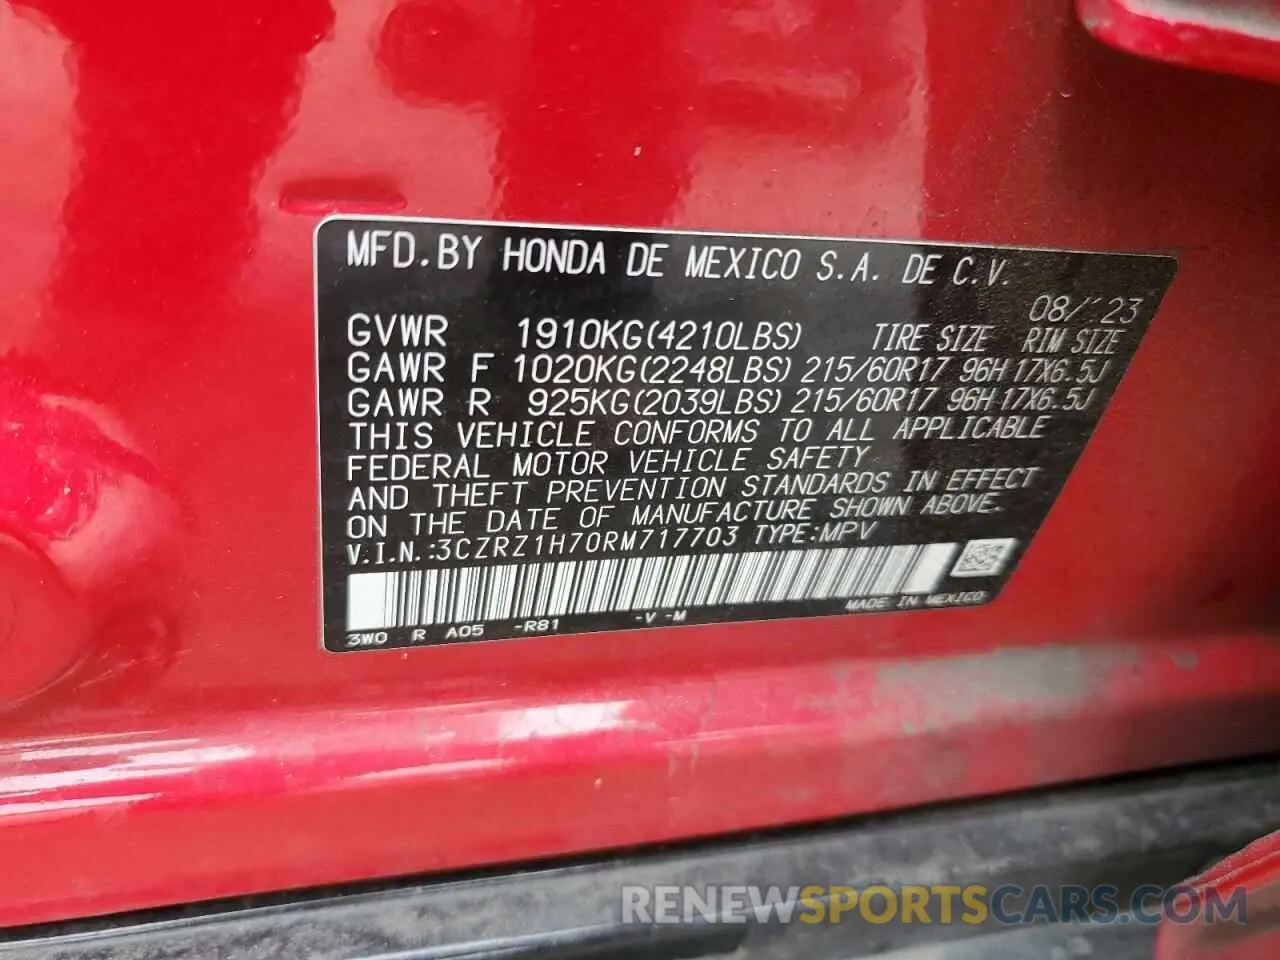 MFD.BY HONDA DE MEXICO S.A. DE C.V.
08/'23
GVWR 1910KG(4210LBS) TIRE SIZE RIM SIZE
GAWR F 1020KG(2248LBS) 215/60R17 96H 17X6.5J
GAWR R 925KG(2039LBS) 215/60R17 96H 17X6.5J
THIS VEHICLE CONFORMS TO ALL APPLICABLE
FEDERAL MOTOR VEHICLE SAFETY
AND THEFT PREVENTION STANDARDS IN EFFECT
ON THE DATE OF MANUFACTURE SHOWN ABOVE.
V.I.N.:3CZRZ1H70RM717703 TYPE:MPV
MADE IN MEXICO
3W0 R A05 -R81 -V -M
RENEWSPORTSCARS.COM